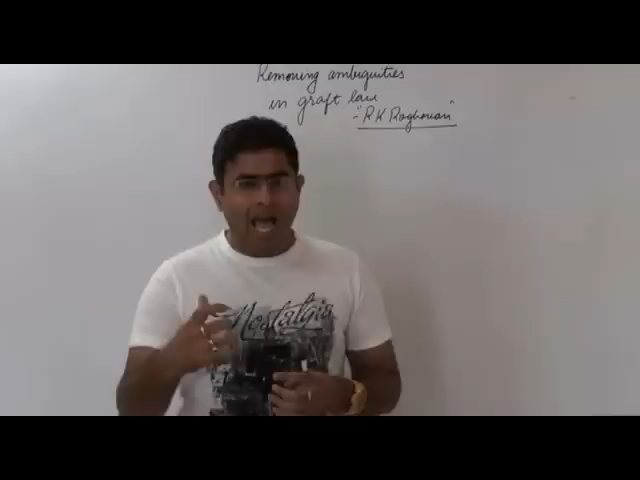 Removing ambiguities
in graft law
- "R K Raghavan"
Nostalgia